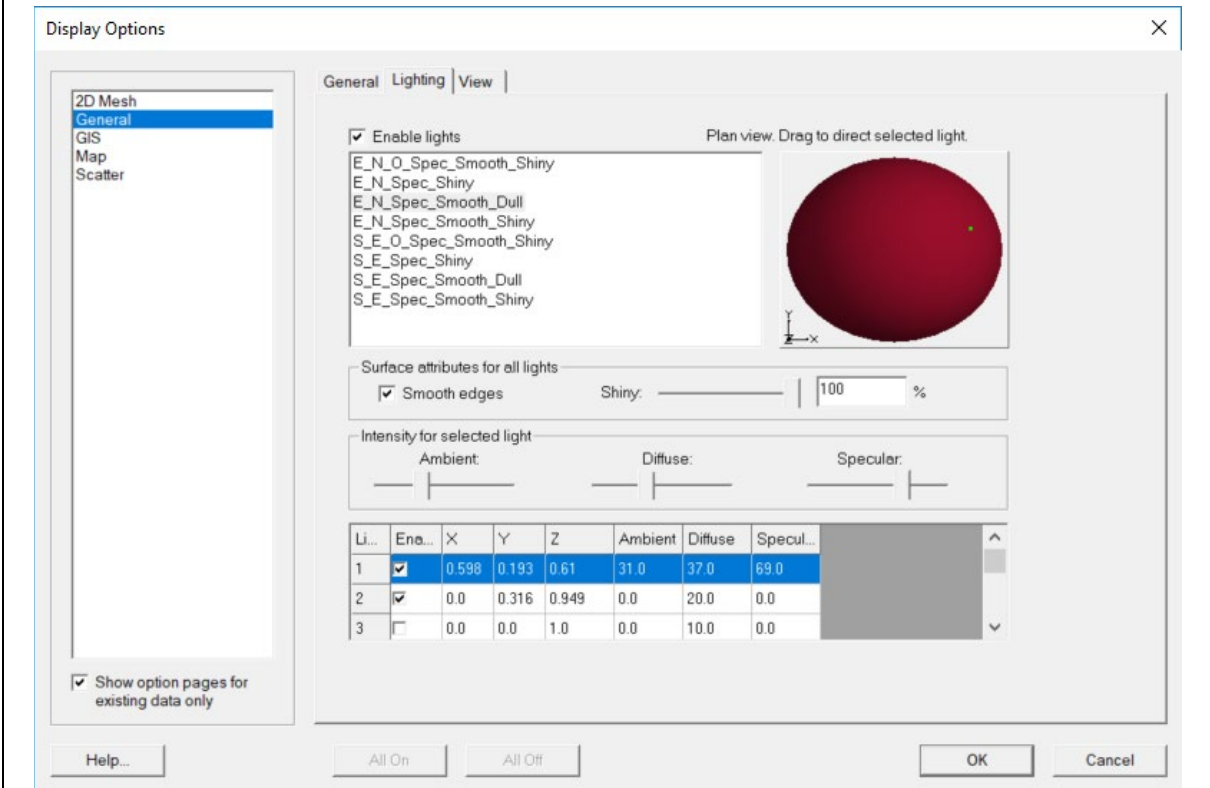 Display Options
2D Mesh
General
GIS
Map
Scatter
Show option pages for
existing data only
General Lighting View
Enable lights
Plan view. Drag to direct selected light.
E_N_O_Spec_Smooth_Shiny
E_N_Spec_Shiny
E_N_Spec_Smooth_Dull
E_N_Spec_Smooth_Shiny
S_E_O_Spec_Smooth_Shiny
S_E_Spec_Shiny
S_E_Spec_Smooth_Dull
S_E_Spec_Smooth_Shiny
Y
Z X
Surface attributes for all lights
Smooth edges Shiny: 100 %
Intensity for selected light
Ambient: Diffuse: Specular:
Li... Ena... X Y Z Ambient Diffuse Specul...
1 0.598 0.193 0.61 31.0 37.0 69.0
2 0.0 0.316 0.949 0.0 20.0 0.0
3 0.0 0.0 1.0 0.0 10.0 0.0
Help... All On All Off OK Cancel